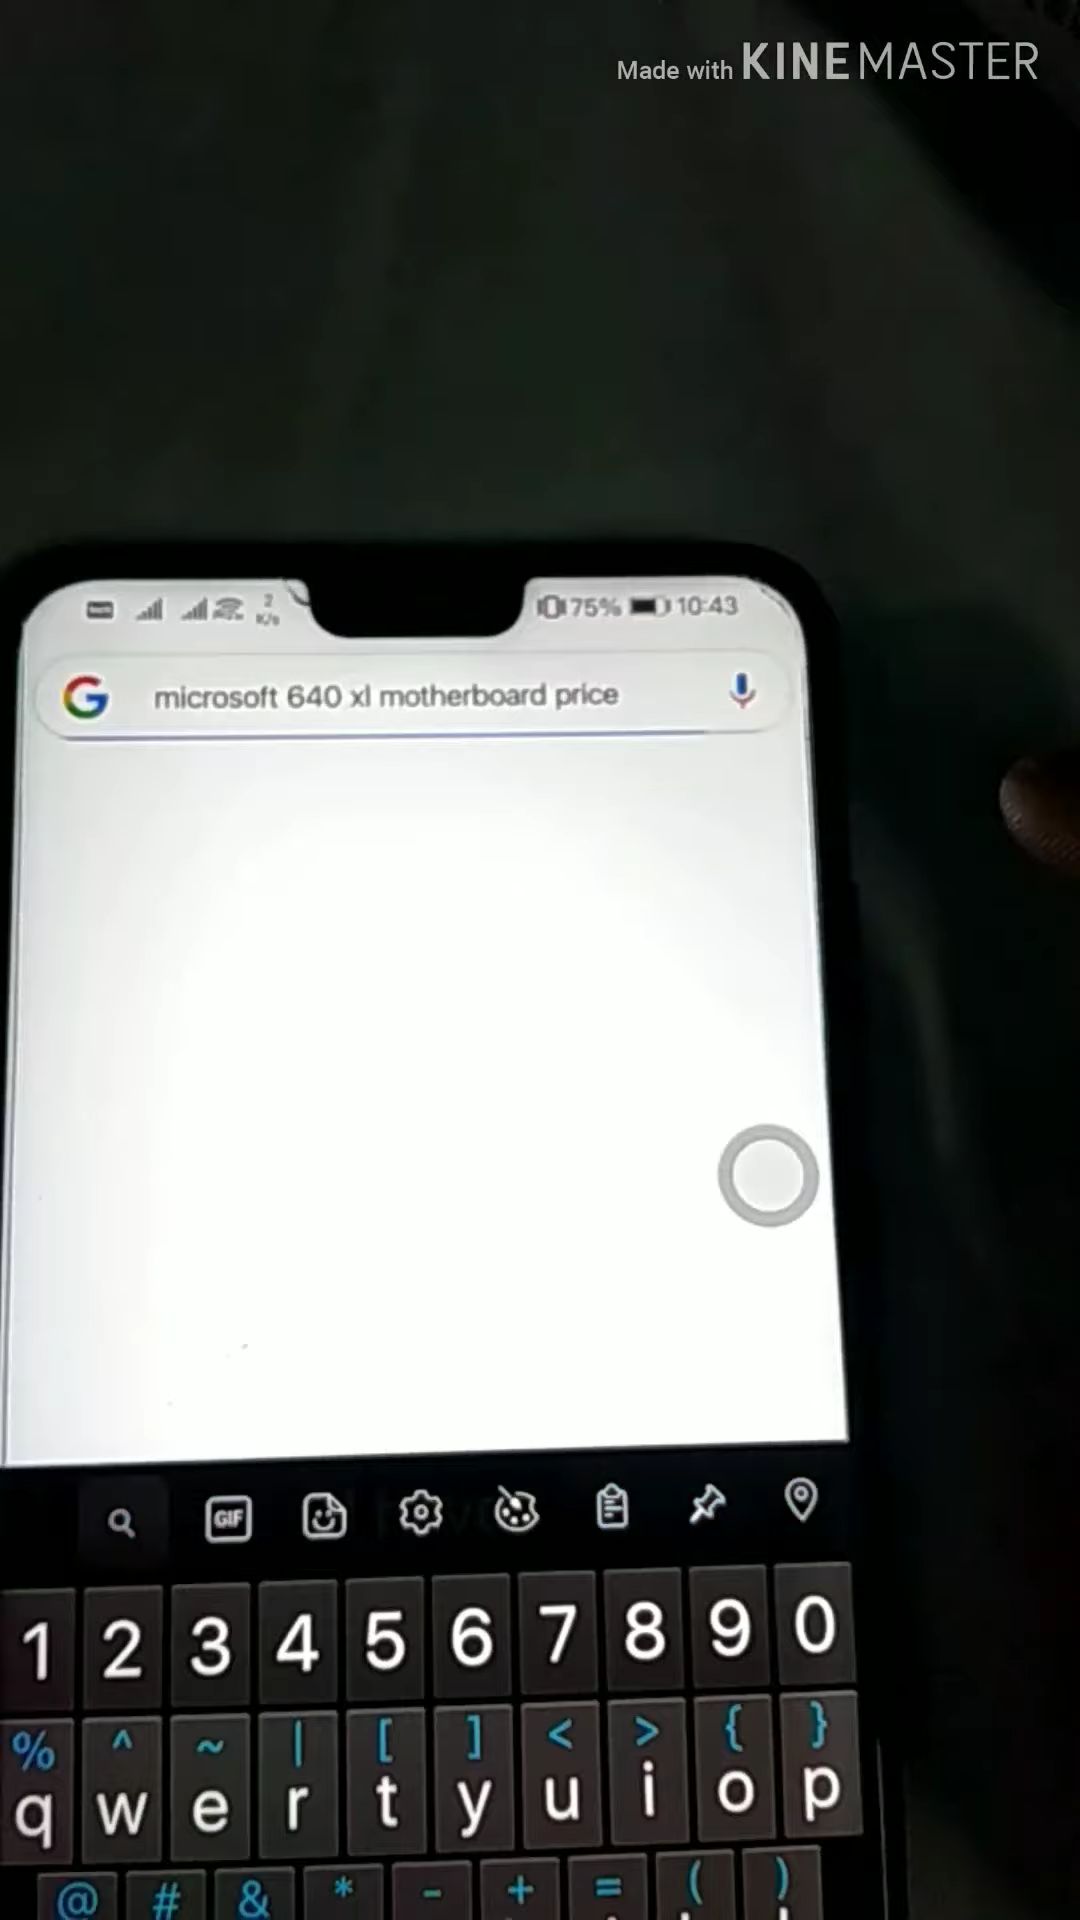 Made with KINEMASTER
2 K/s 75% 10:43
G microsoft 640 xl motherboard price
GIF
1 2 3 4 5 6 7 8 9 0
% ^ ~ | [ ] < > { }
q w e r t y u i o p
@ # & * - + = ( )